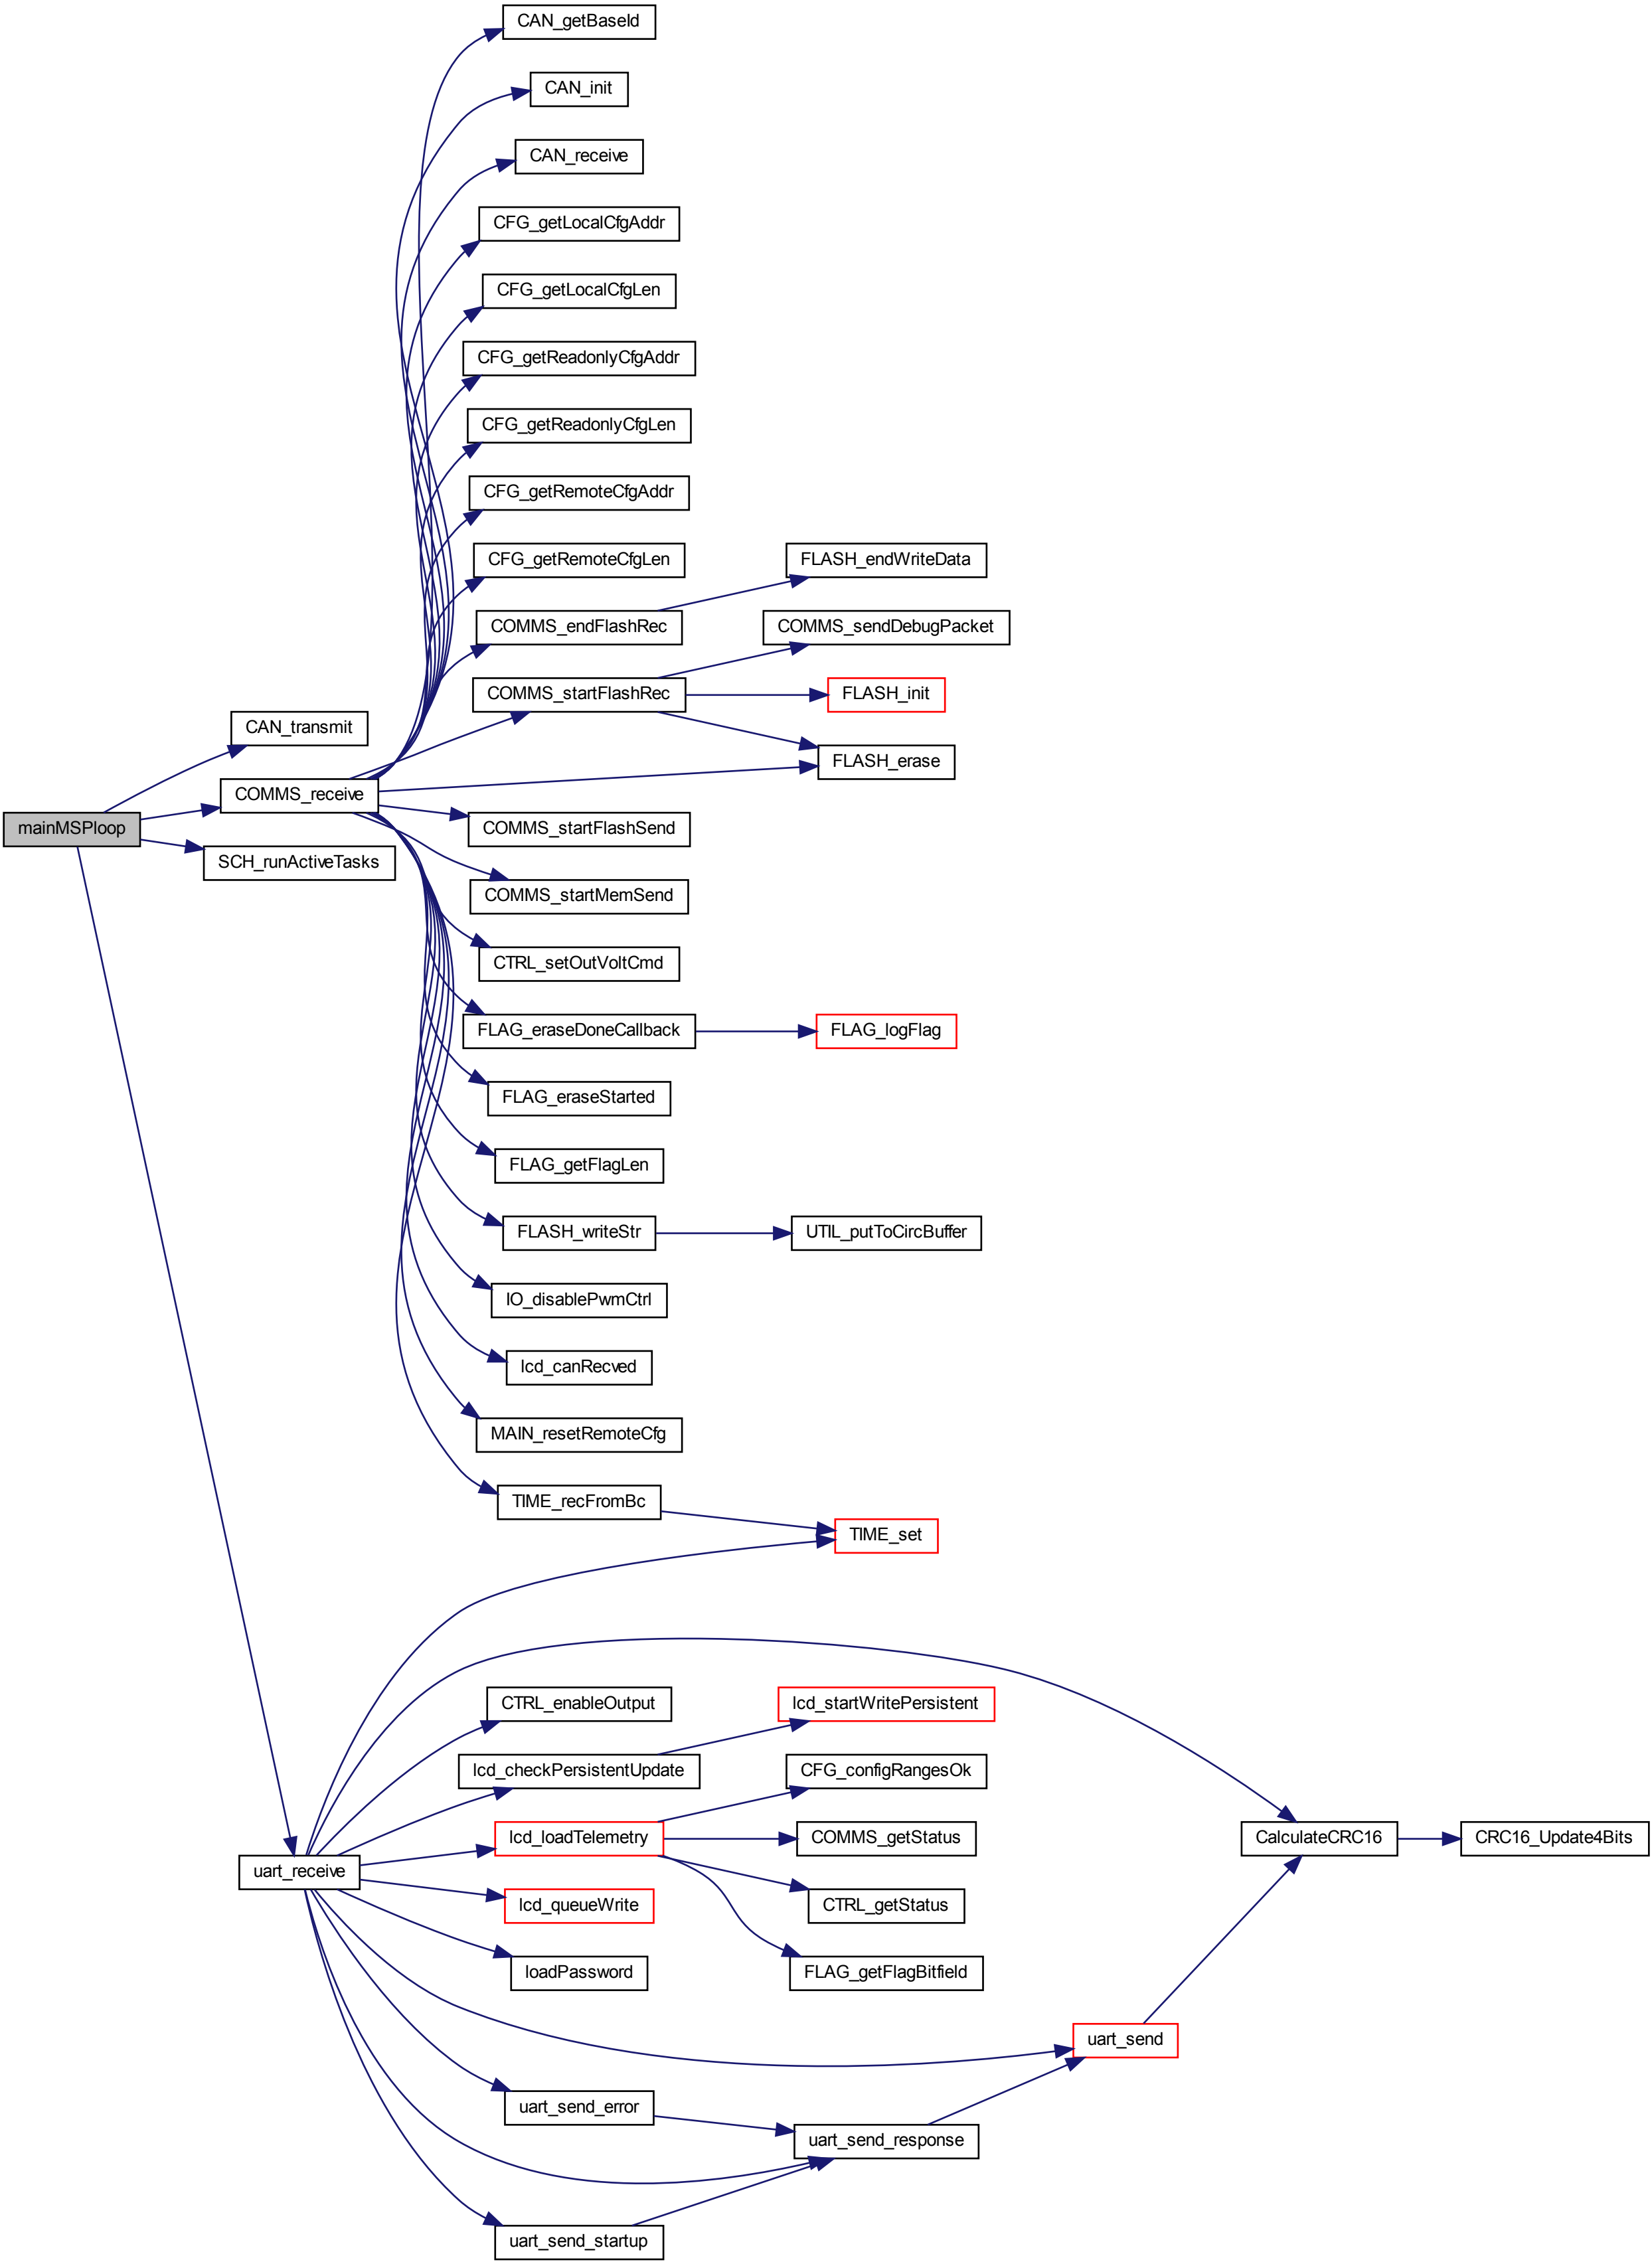 CAN_getBaseId
CAN_init
CAN_receive
CFG_getLocalCfgAddr
CFG_getLocalCfgLen
CFG_getReadonlyCfgAddr
CFG_getReadonlyCfgLen
CFG_getRemoteCfgAddr
CFG_getRemoteCfgLen
FLASH_endWriteData
COMMS_endFlashRec
COMMS_sendDebugPacket
COMMS_startFlashRec
FLASH_init
CAN_transmit
FLASH_erase
COMMS_receive
mainMSPloop
COMMS_startFlashSend
SCH_runActiveTasks
COMMS_startMemSend
CTRL_setOutVoltCmd
FLAG_eraseDoneCallback
FLAG_logFlag
FLAG_eraseStarted
FLAG_getFlagLen
FLASH_writeStr
UTIL_putToCircBuffer
IO_disablePwmCtrl
lcd_canRecved
MAIN_resetRemoteCfg
TIME_recFromBc
TIME_set
CTRL_enableOutput
lcd_startWritePersistent
lcd_checkPersistentUpdate
CFG_configRangesOk
lcd_loadTelemetry
COMMS_getStatus
CalculateCRC16
CRC16_Update4Bits
uart_receive
lcd_queueWrite
CTRL_getStatus
loadPassword
FLAG_getFlagBitfield
uart_send
uart_send_error
uart_send_response
uart_send_startup